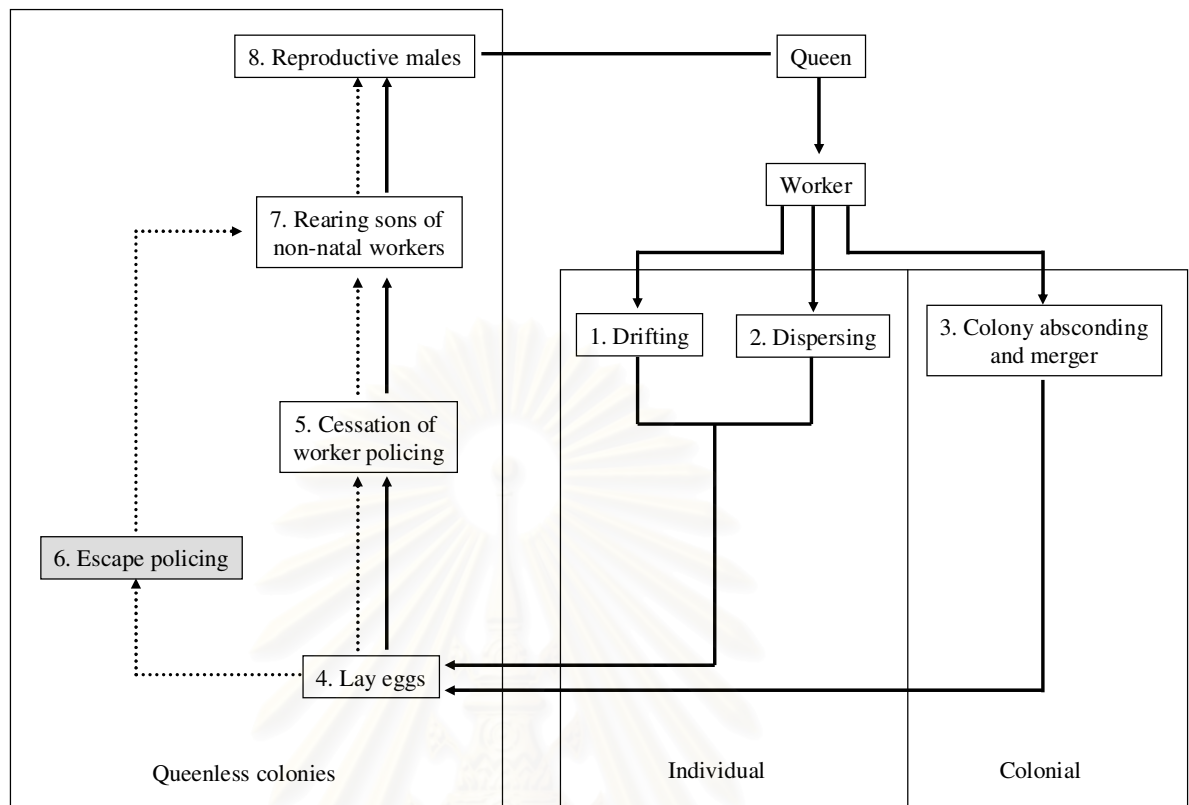 8. Reproductive males
Queen
Worker
7. Rearing sons of
non-natal workers
1. Drifting
2. Dispersing
3. Colony absconding
and merger
5. Cessation of
worker policing
6. Escape policing
4. Lay eggs
Queenless colonies
Individual
Colonial